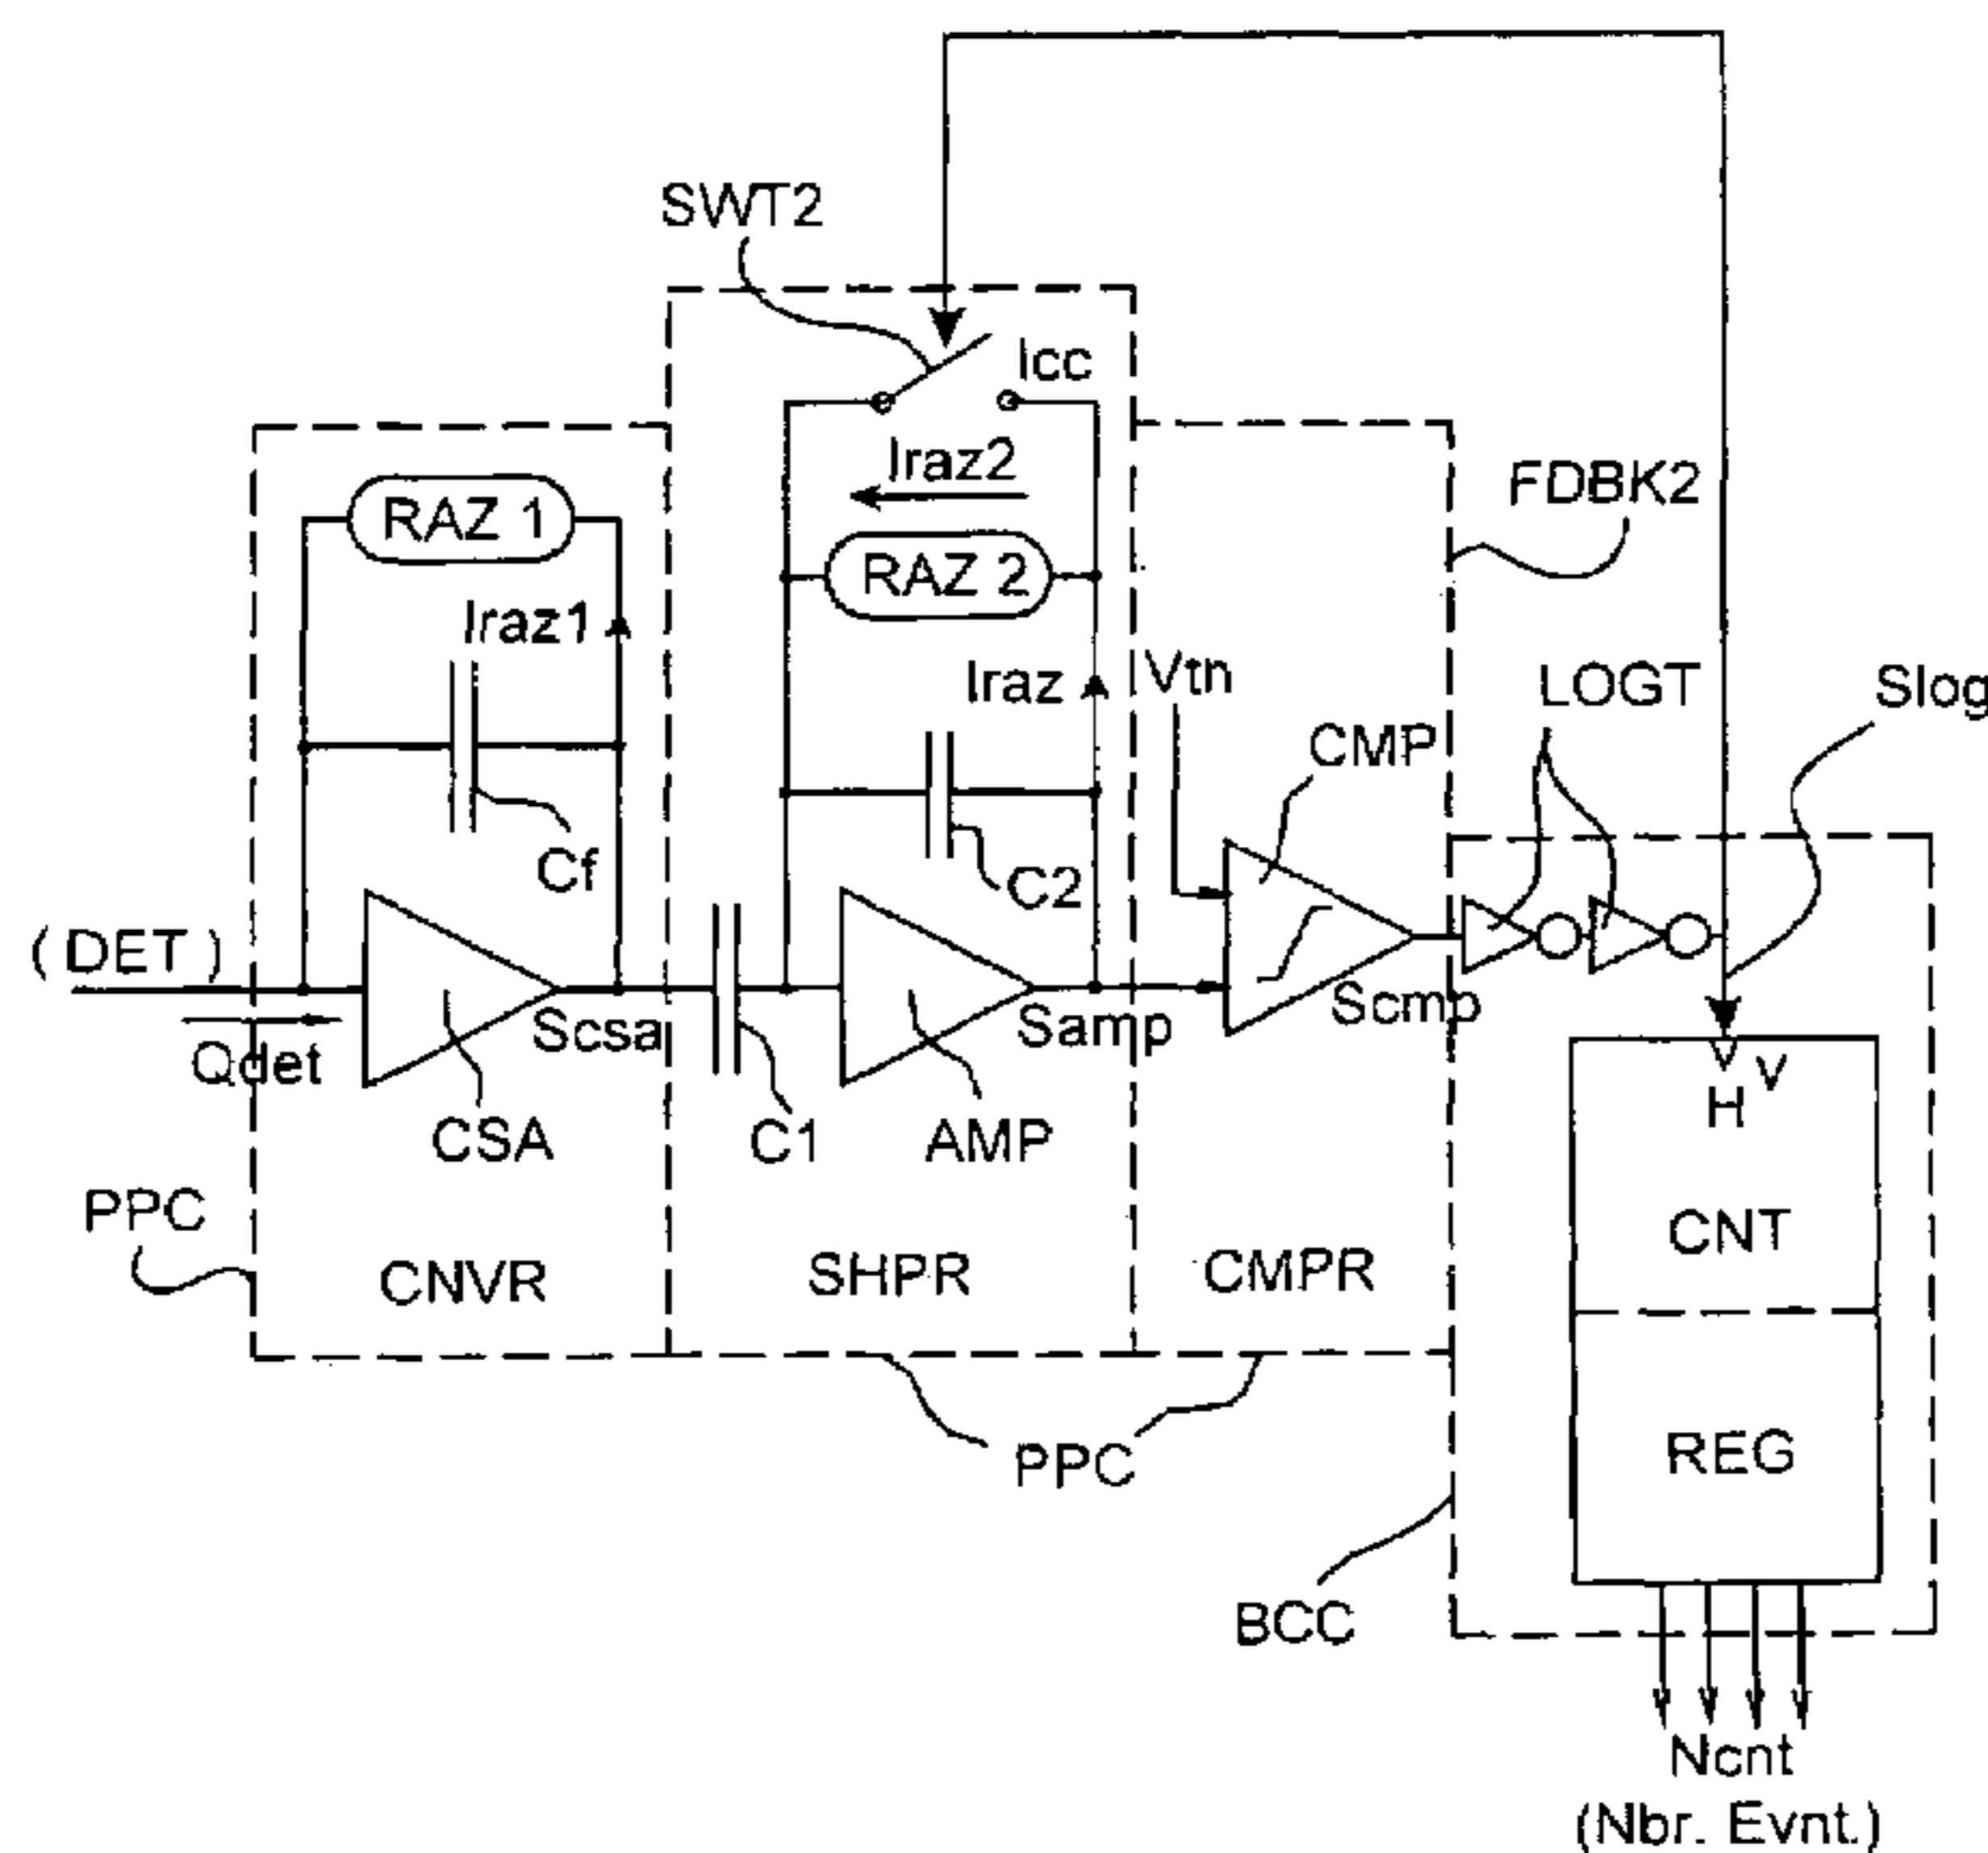 SWT2
Icc
Iraz2
FDBK2
RAZ 1
RAZ 2
Iraz1
Iraz
Vth
LOGT
Slog
CMP
Cf
C2
( DET )
Scsa
Samp
Scmp
Qdet
H
CSA
C1
AMP
PPC
CNVR
SHPR
CMPR
CNT
REG
PPC
BCC
Ncnt
(Nbr. Evnt.)